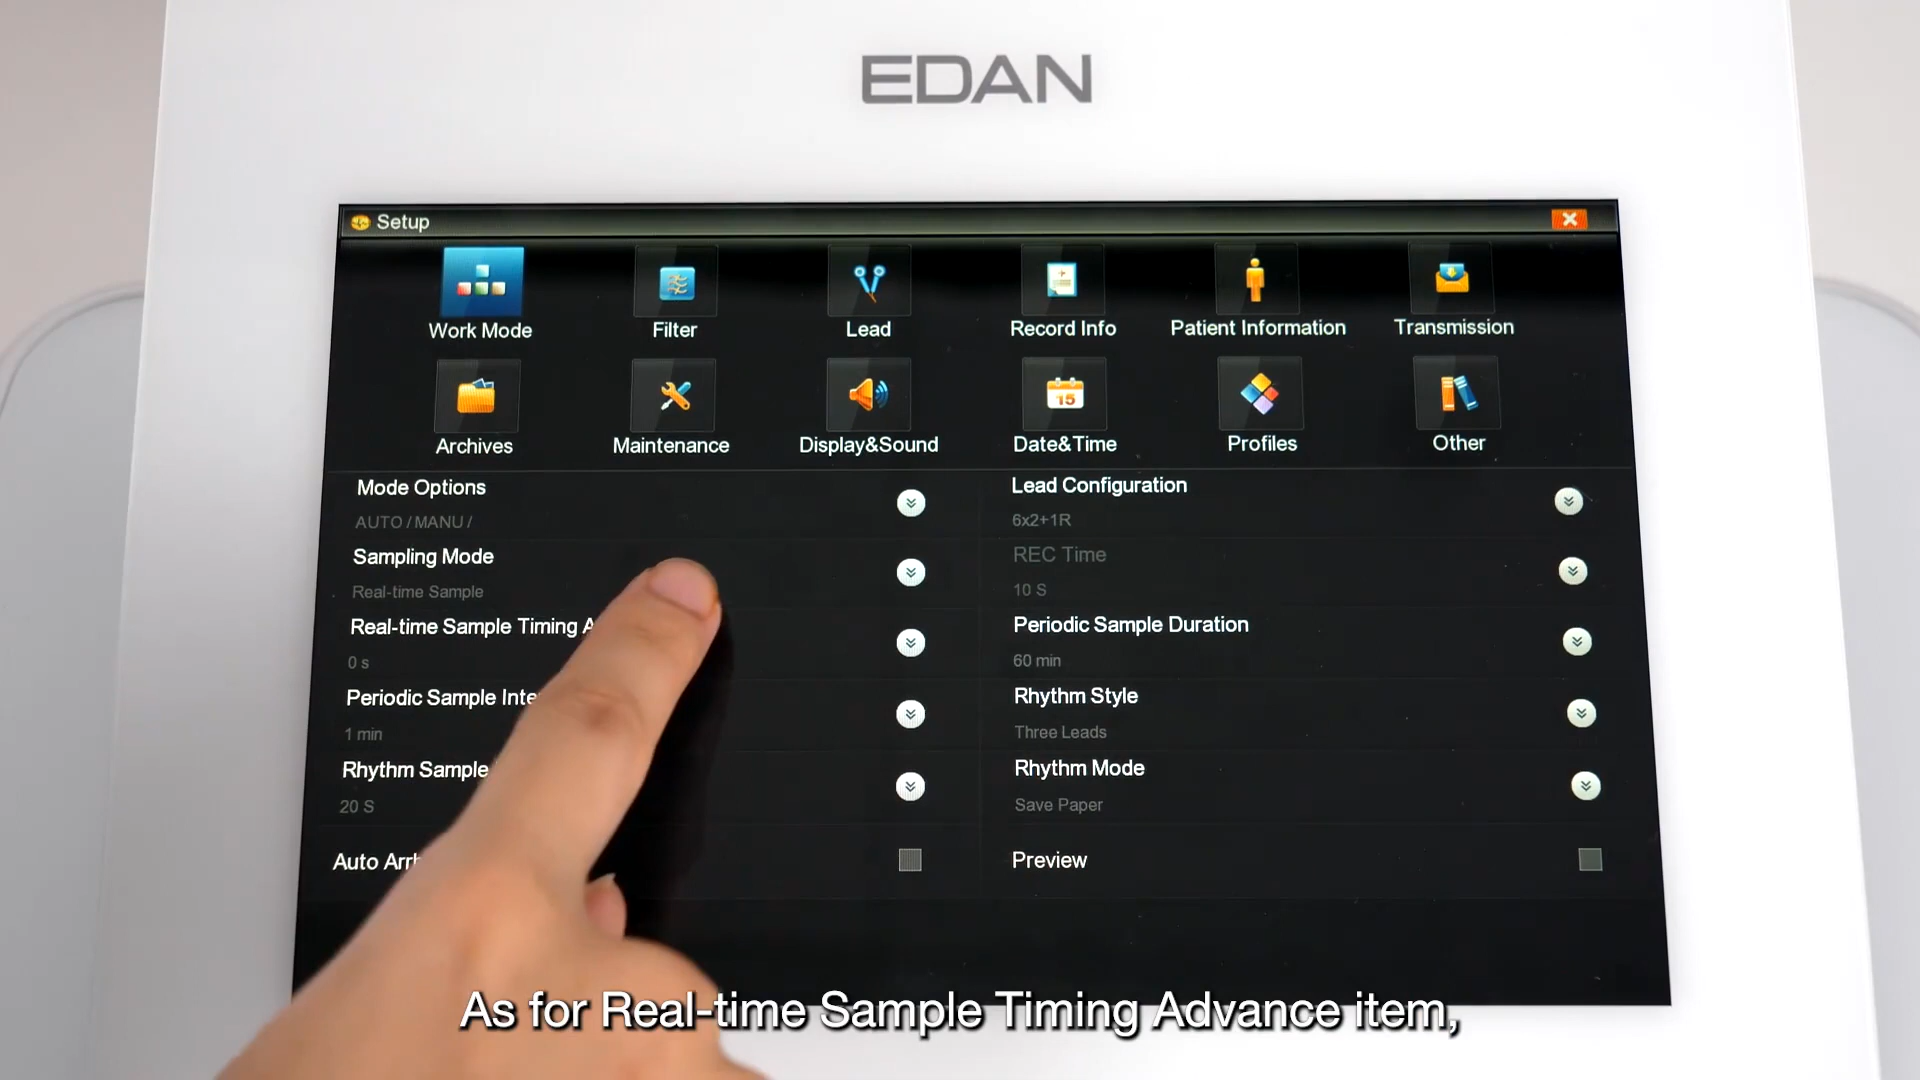 EDAN
Setup
Work Mode
Filter
Lead
Record Info
Patient Information
Transmission
Archives
Maintenance
Display&Sound
15
Date&Time
Profiles
Other
Mode Options
AUTO / MANU /
Lead Configuration
6x2+1R
Sampling Mode
Real-time Sample
REC Time
10 S
Real-time Sample Timing
0 s
Periodic Sample Duration
60 min
Periodic Sample
1 min
Rhythm Style
Three Leads
Rhythm Sample
20 S
Rhythm Mode
Save Paper
Auto
Preview
As for Real-time Sample Timing Advance item,